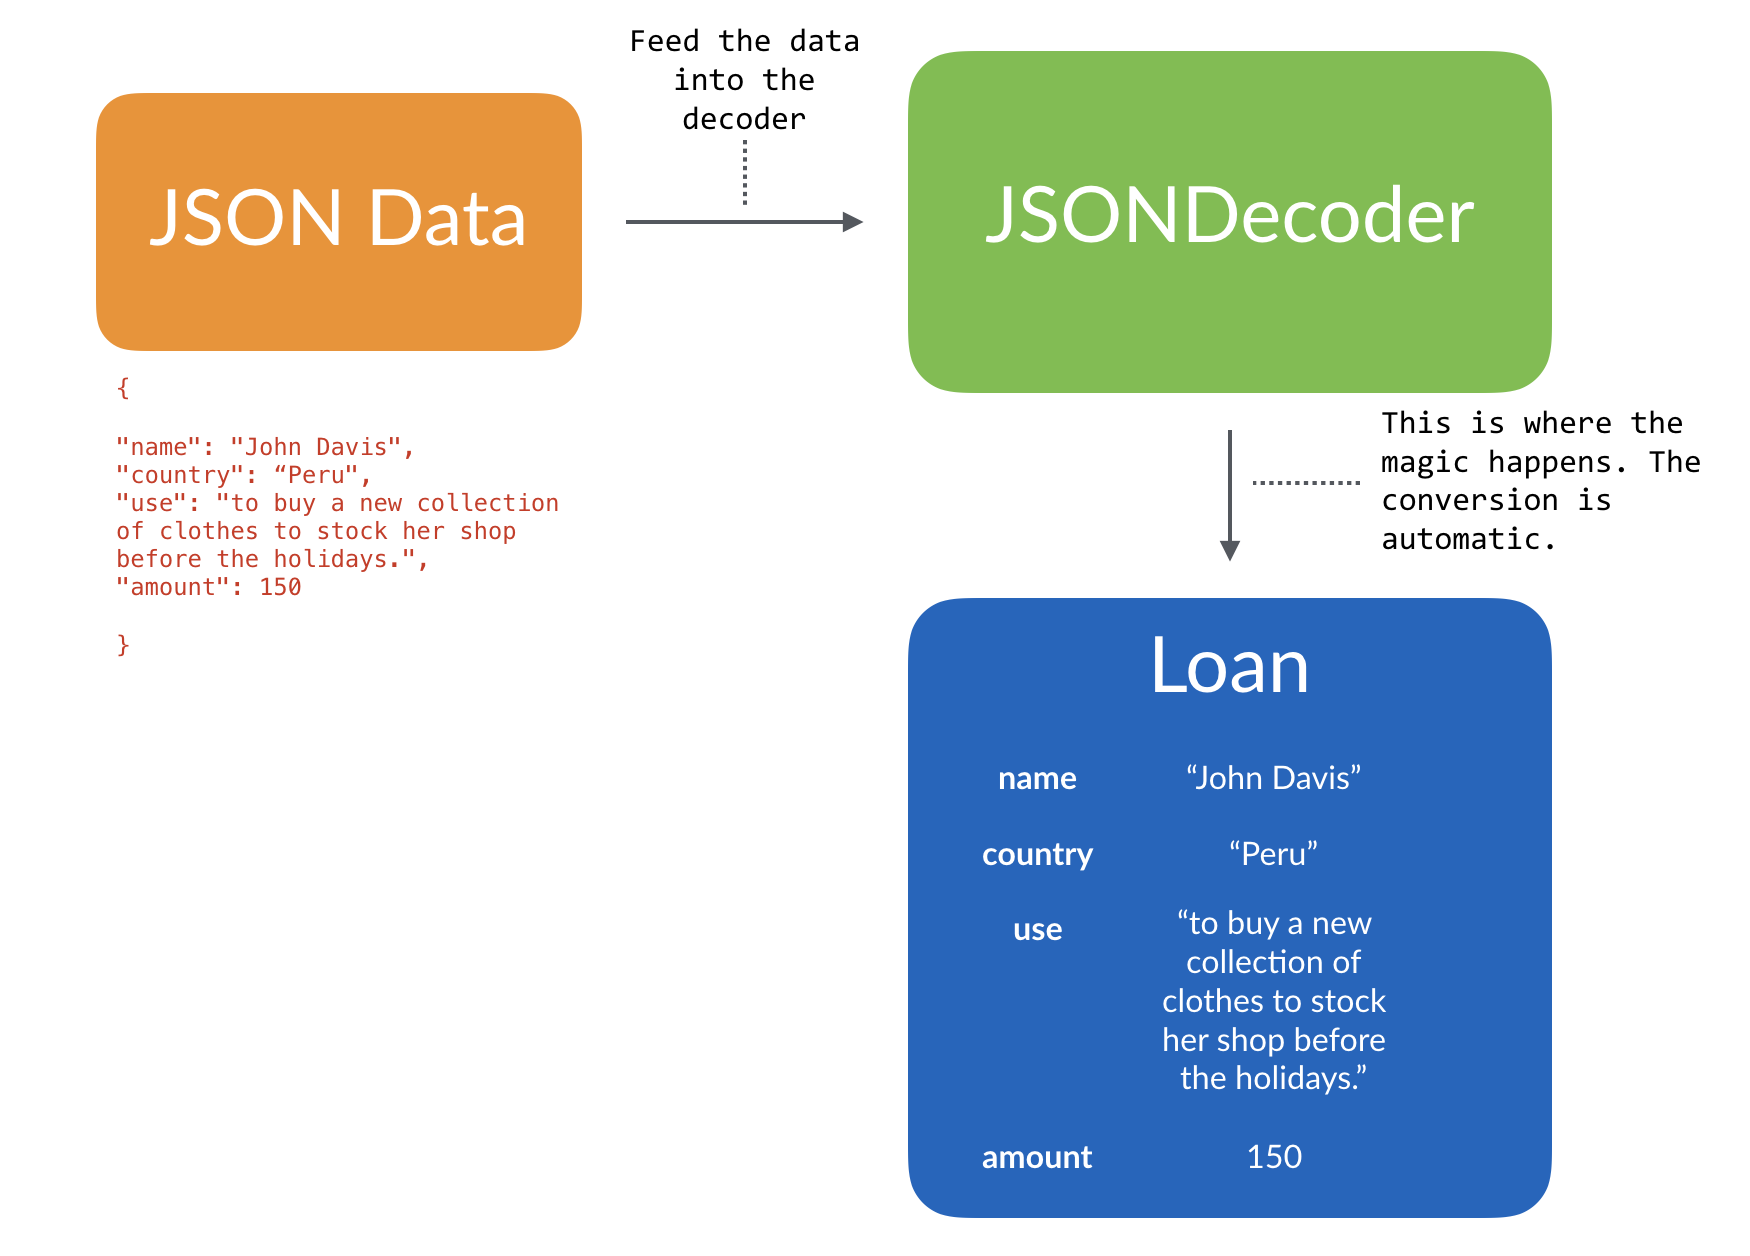 Feed the data
into the
decoder
JSON Data
JSONDecoder
{
"name": "John Davis",
"country": “Peru",
"use": "to buy a new collection
of clothes to stock her shop
before the holidays.",
"amount": 150
}
This is where the
magic happens. The
conversion is
automatic.
Loan
name “John Davis”
country “Peru”
use “to buy a new
collection of
clothes to stock
her shop before
the holidays.”
amount 150